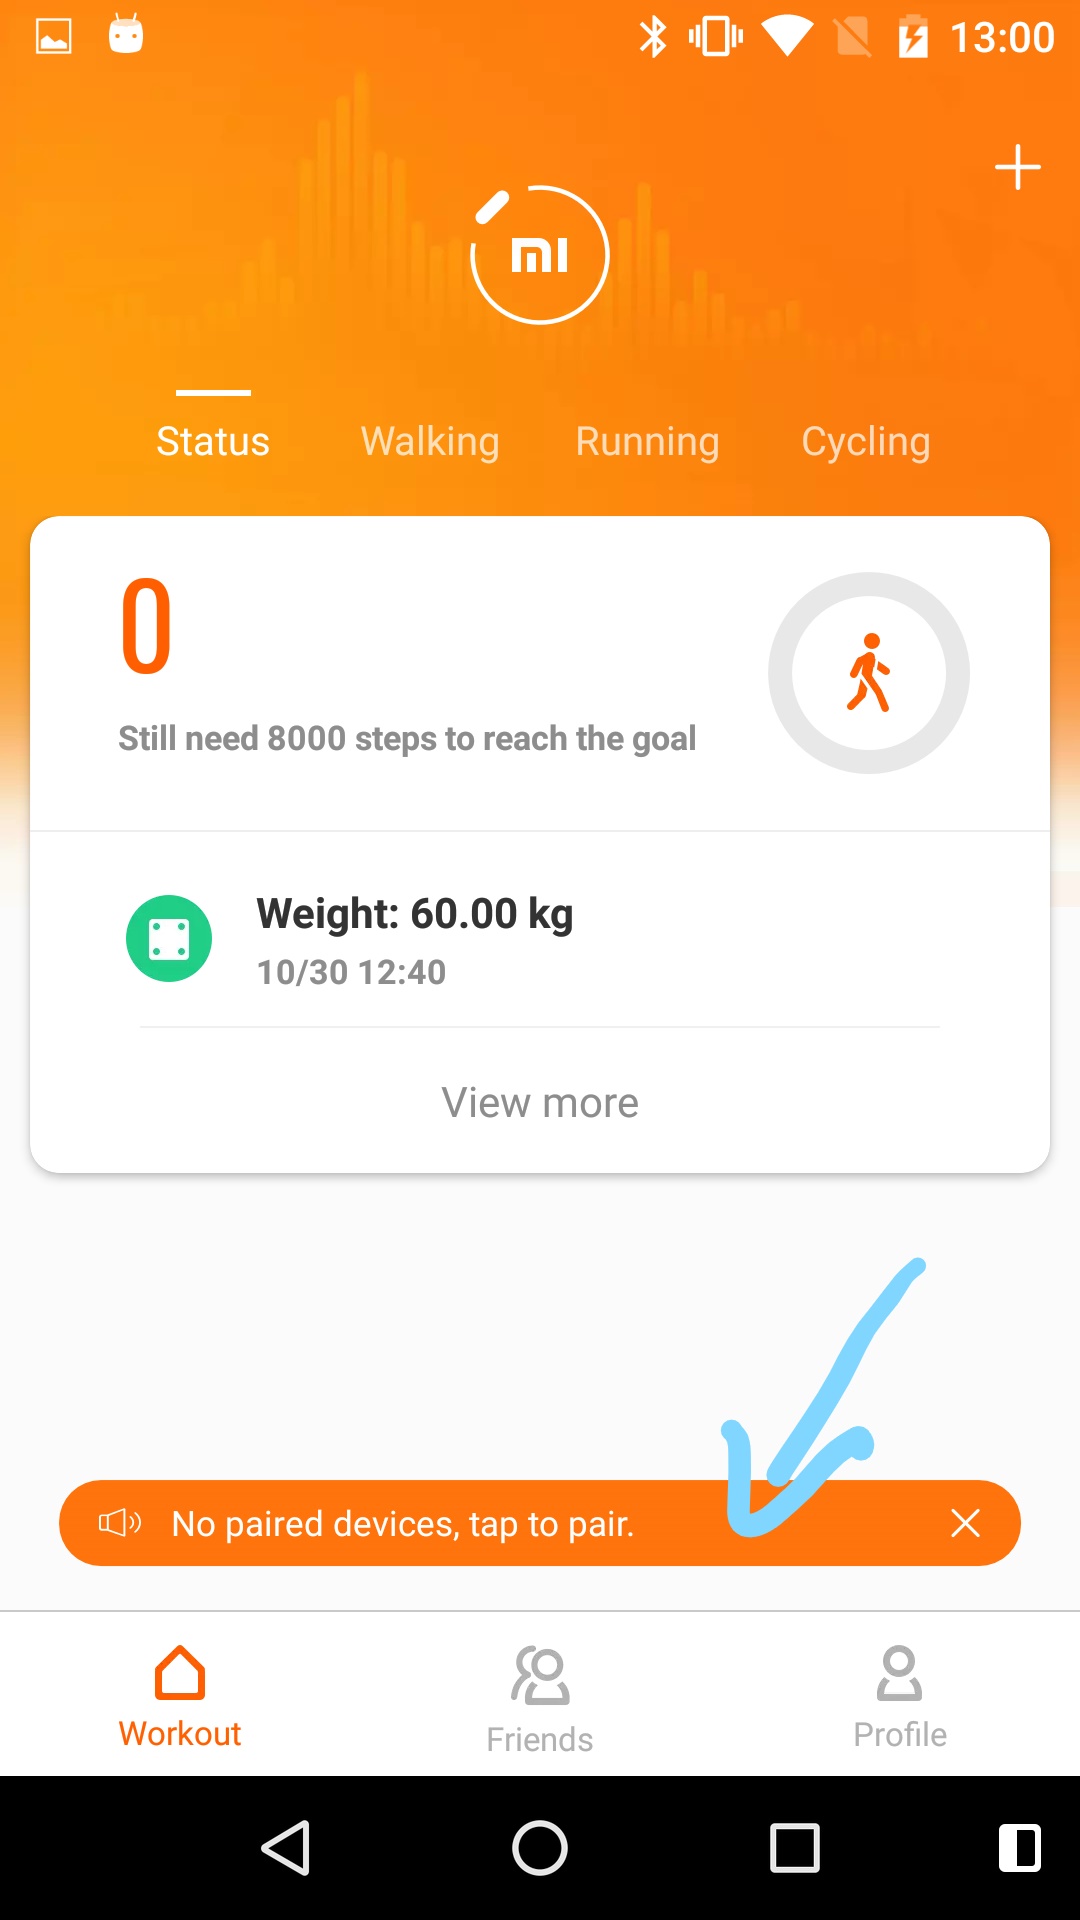 13:00
mi
Status Walking Running Cycling
0
Still need 8000 steps to reach the goal
Weight: 60.00 kg
10/30 12:40
View more
No paired devices, tap to pair.
Workout Friends Profile